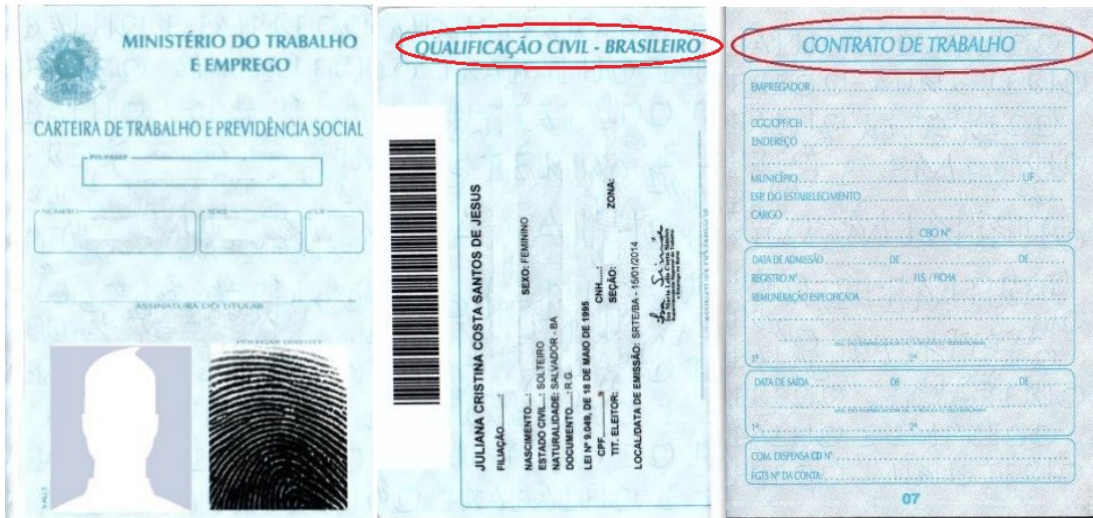 MINISTÉRIO DO TRABALHO
E EMPREGO
CARTEIRA DE TRABALHO E PREVIDÊNCIA SOCIAL
PIS/PASEP
NÚMERO SÉRIE UF
ASSINATURA DO TITULAR
POLEGAR DIREITO
QUALIFICAÇÃO CIVIL - BRASILEIRO
JULIANA CRISTINA COSTA SANTOS DE JESUS
FILIAÇÃO........:
NASCIMENTO...: SEXO: FEMININO
ESTADO CIVIL...: SOLTEIRO
NATURALIDADE: SALVADOR - BA
DOCUMENTO....: R.G.
LEI Nº 9.049, DE 18 DE MAIO DE 1995
CPF............: CNH.....:
TIT. ELEITOR: SEÇÃO: ZONA:
LOCAL/DATA DE EMISSÃO: SRTE/BA - 15/01/2014
CONTRATO DE TRABALHO
EMPREGADOR
CGC/CPF/CEI
ENDEREÇO
MUNICÍPIO UF
ESP. DO ESTABELECIMENTO
CARGO
CBO Nº
DATA DE ADMISSÃO DE DE
REGISTRO Nº FLS. / FICHA
REMUNERAÇÃO ESPECIFICADA
1ª 2ª
DATA DE SAÍDA DE DE
1ª 2ª
COM. DISPENSA CD Nº
FGTS Nº DA CONTA:
07